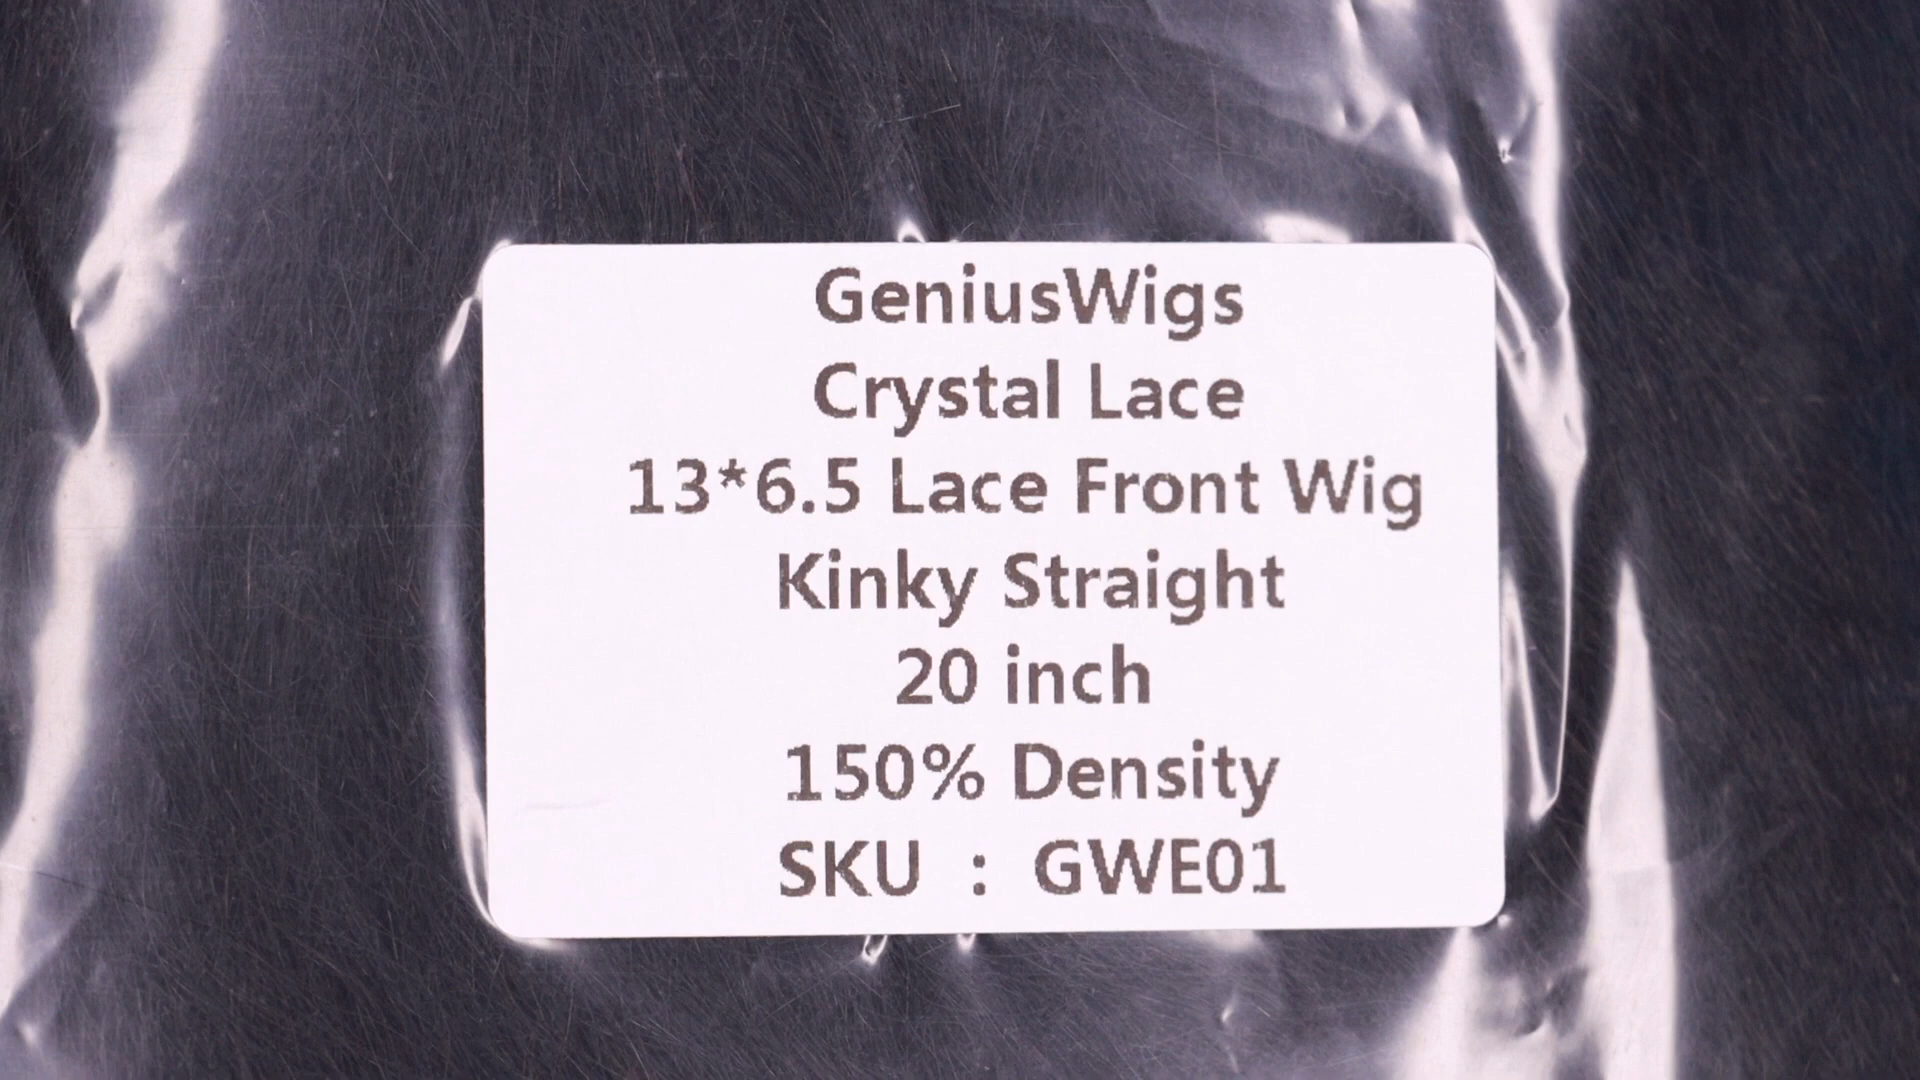 GeniusWigs
Crystal Lace
13*6.5 Lace Front Wig
Kinky Straight
20 inch
150% Density
SKU : GWE01